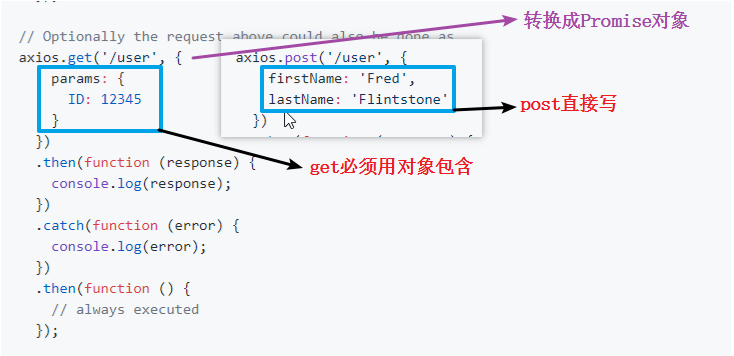 转换成Promise对象
// Optionally the request above could also be done as
axios.get('/user', {
params: {
ID: 12345
}
})
.then(function (response) {
console.log(response);
})
.catch(function (error) {
console.log(error);
})
.then(function () {
// always executed
});
axios.post('/user', {
firstName: 'Fred',
lastName: 'Flintstone'
})
post直接写
get必须用对象包含